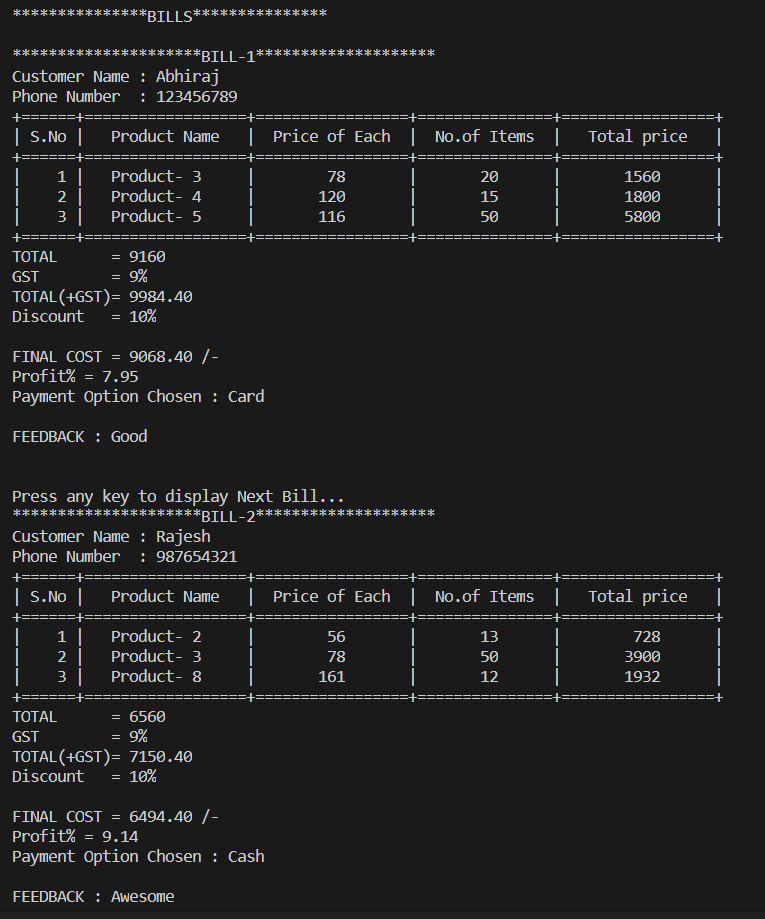 ***************BILLS***************
*********************BILL-1********************
Customer Name : Abhiraj
Phone Number  : 123456789
+======+==================+=================+===============+=================+
| S.No |   Product Name   |  Price of Each  |  No.of Items  |   Total price   |
+======+==================+=================+===============+=================+
|    1 |   Product- 3     |        78       |       20      |       1560      |
|    2 |   Product- 4     |       120       |       15      |       1800      |
|    3 |   Product- 5     |       116       |       50      |       5800      |
+======+==================+=================+===============+=================+
TOTAL      = 9160
GST        = 9%
TOTAL(+GST)= 9984.40
Discount   = 10%
FINAL COST = 9068.40 /-
Profit% = 7.95
Payment Option Chosen : Card
FEEDBACK : Good
Press any key to display Next Bill...
*********************BILL-2********************
Customer Name : Rajesh
Phone Number  : 987654321
+======+==================+=================+===============+=================+
| S.No |   Product Name   |  Price of Each  |  No.of Items  |   Total price   |
+======+==================+=================+===============+=================+
|    1 |   Product- 2     |        56       |       13      |        728      |
|    2 |   Product- 3     |        78       |       50      |       3900      |
|    3 |   Product- 8     |       161       |       12      |       1932      |
+======+==================+=================+===============+=================+
TOTAL      = 6560
GST        = 9%
TOTAL(+GST)= 7150.40
Discount   = 10%
FINAL COST = 6494.40 /-
Profit% = 9.14
Payment Option Chosen : Cash
FEEDBACK : Awesome